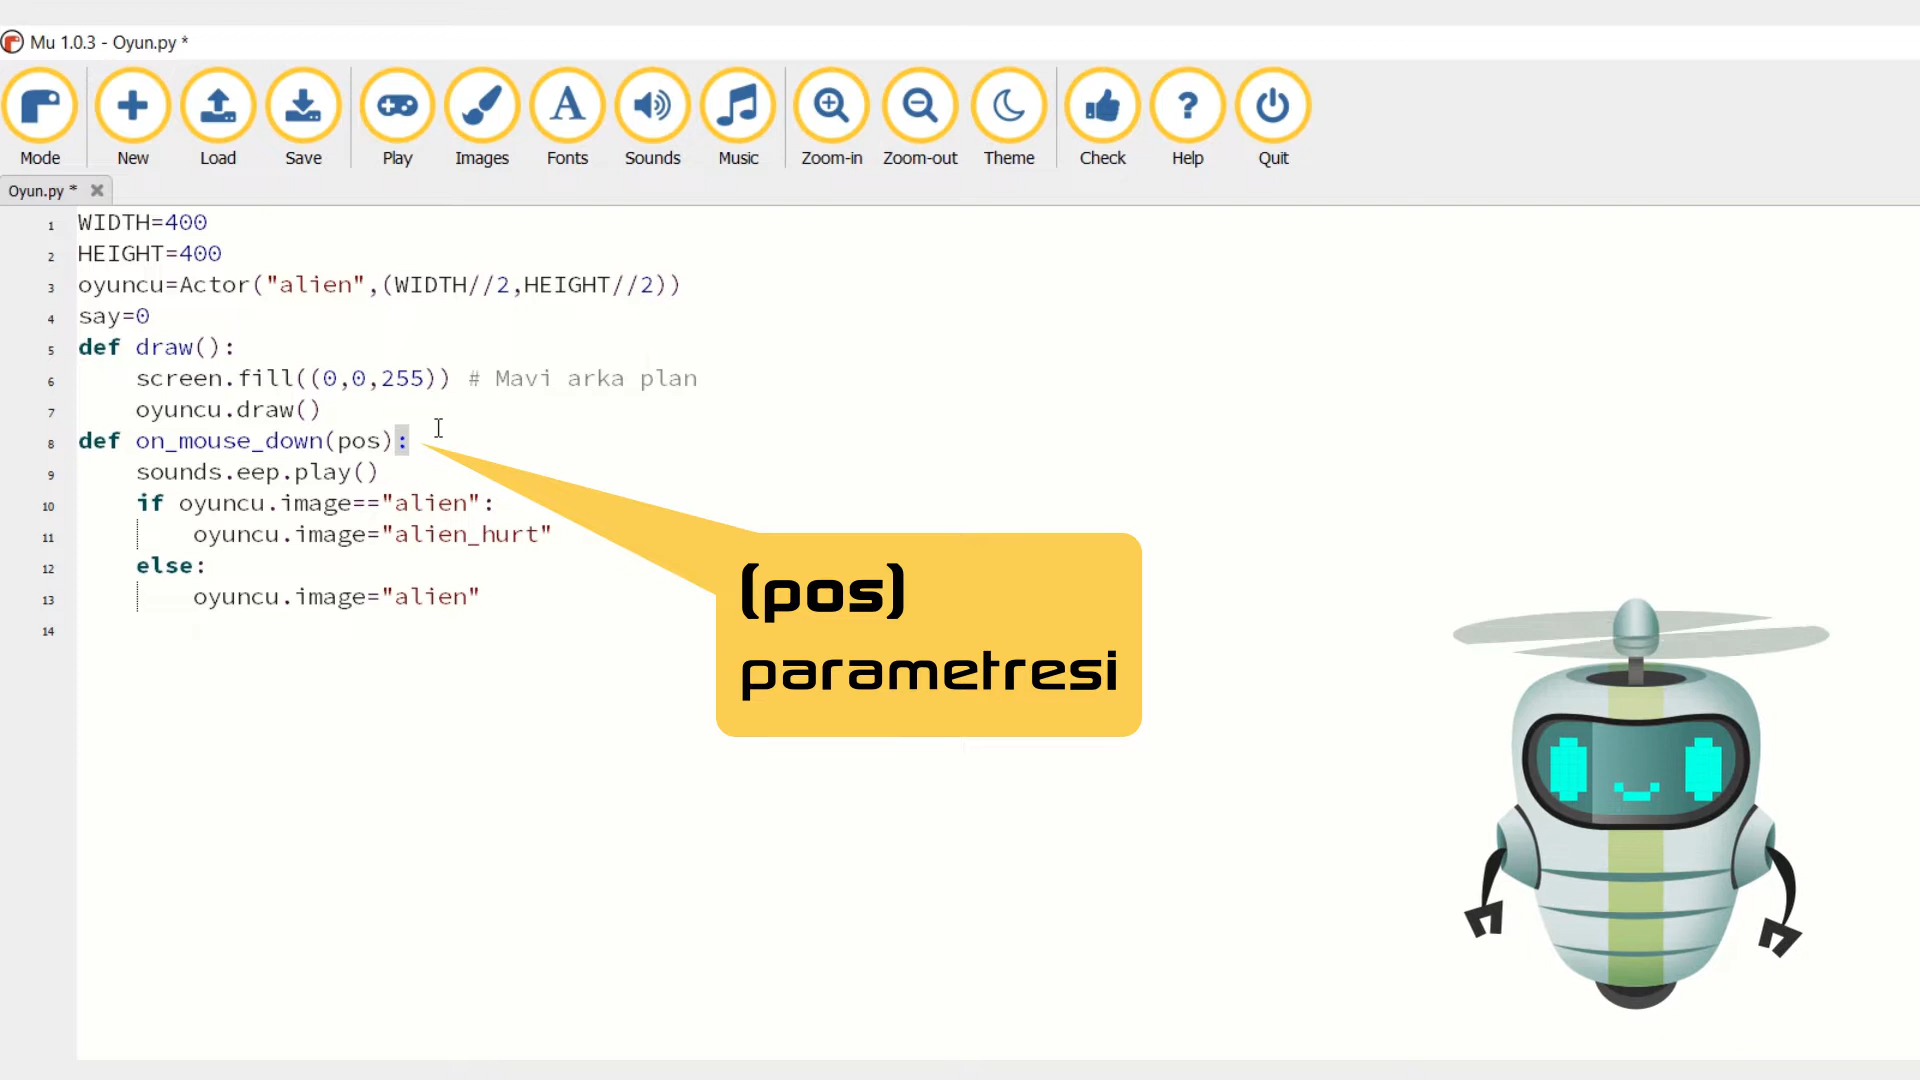 Mu 1.0.3 - Oyun.py *
Mode New Load Save Play Images Fonts Sounds Music Zoom-in Zoom-out Theme Check Help Quit
Oyun.py *
1 WIDTH=400
2 HEIGHT=400
3 oyuncu=Actor("alien",(WIDTH//2,HEIGHT//2))
4 say=0
5 def draw():
6 screen.fill((0,0,255)) # Mavi arka plan
7 oyuncu.draw()
8 def on_mouse_down(pos):
9 sounds.eep.play()
10 if oyuncu.image=="alien":
11 oyuncu.image="alien_hurt"
12 else:
13 oyuncu.image="alien"
14
(pos)
parametresi